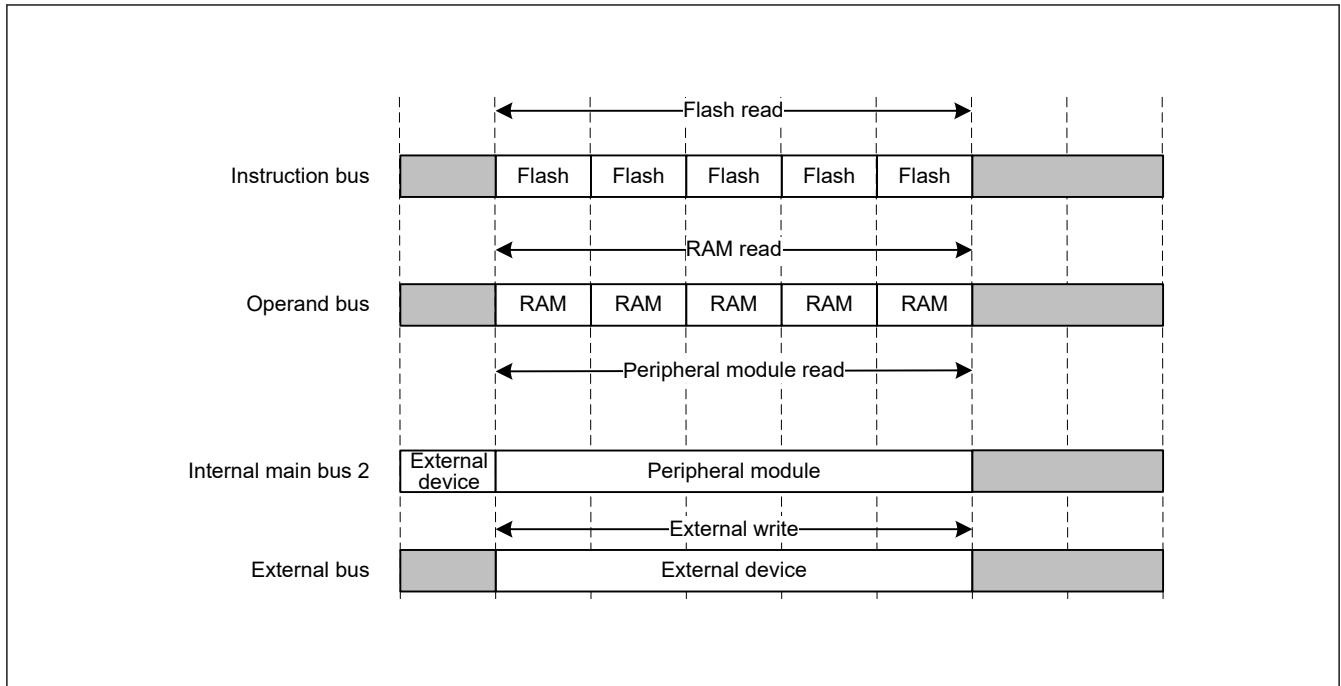 Flash read
Instruction bus Flash Flash Flash Flash Flash
RAM read
Operand bus RAM RAM RAM RAM RAM
Peripheral module read
Internal main bus 2 External device Peripheral module
External write
External bus External device